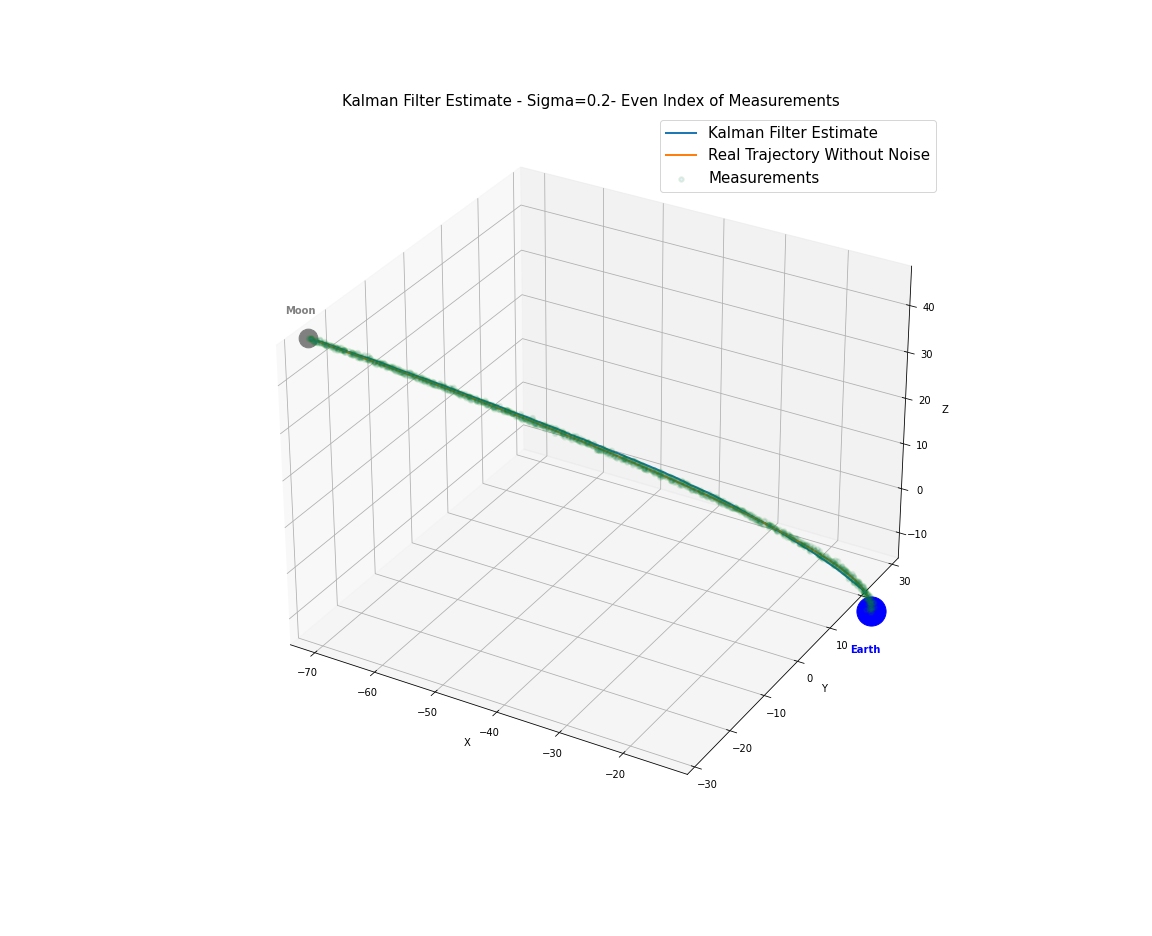 Kalman Filter Estimate - Sigma=0.2- Even Index of Measurements
Kalman Filter Estimate
Real Trajectory Without Noise
Measurements
Moon
40
30
20
Z
10
0
−10
30
Earth
10
0
Y
−10
−20
−30
−70
−60
−50
X
−40
−30
−20